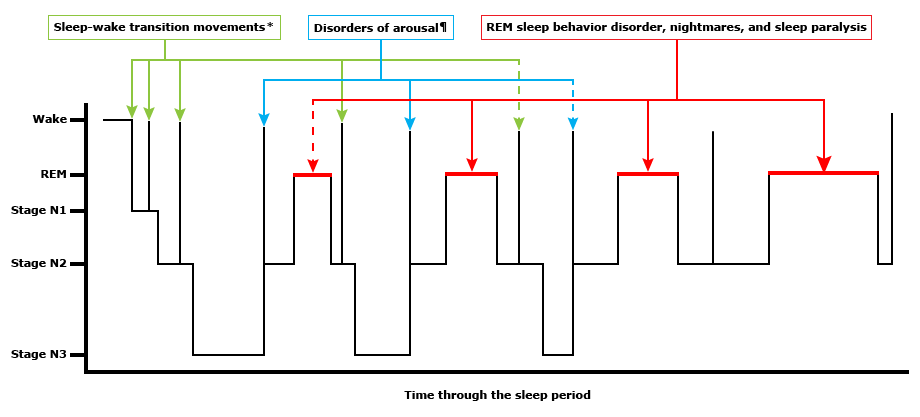 Sleep-wake transition movements*
Disorders of arousal¶
REM sleep behavior disorder, nightmares, and sleep paralysis
Wake
REM
Stage N1
Stage N2
Stage N3
Time through the sleep period